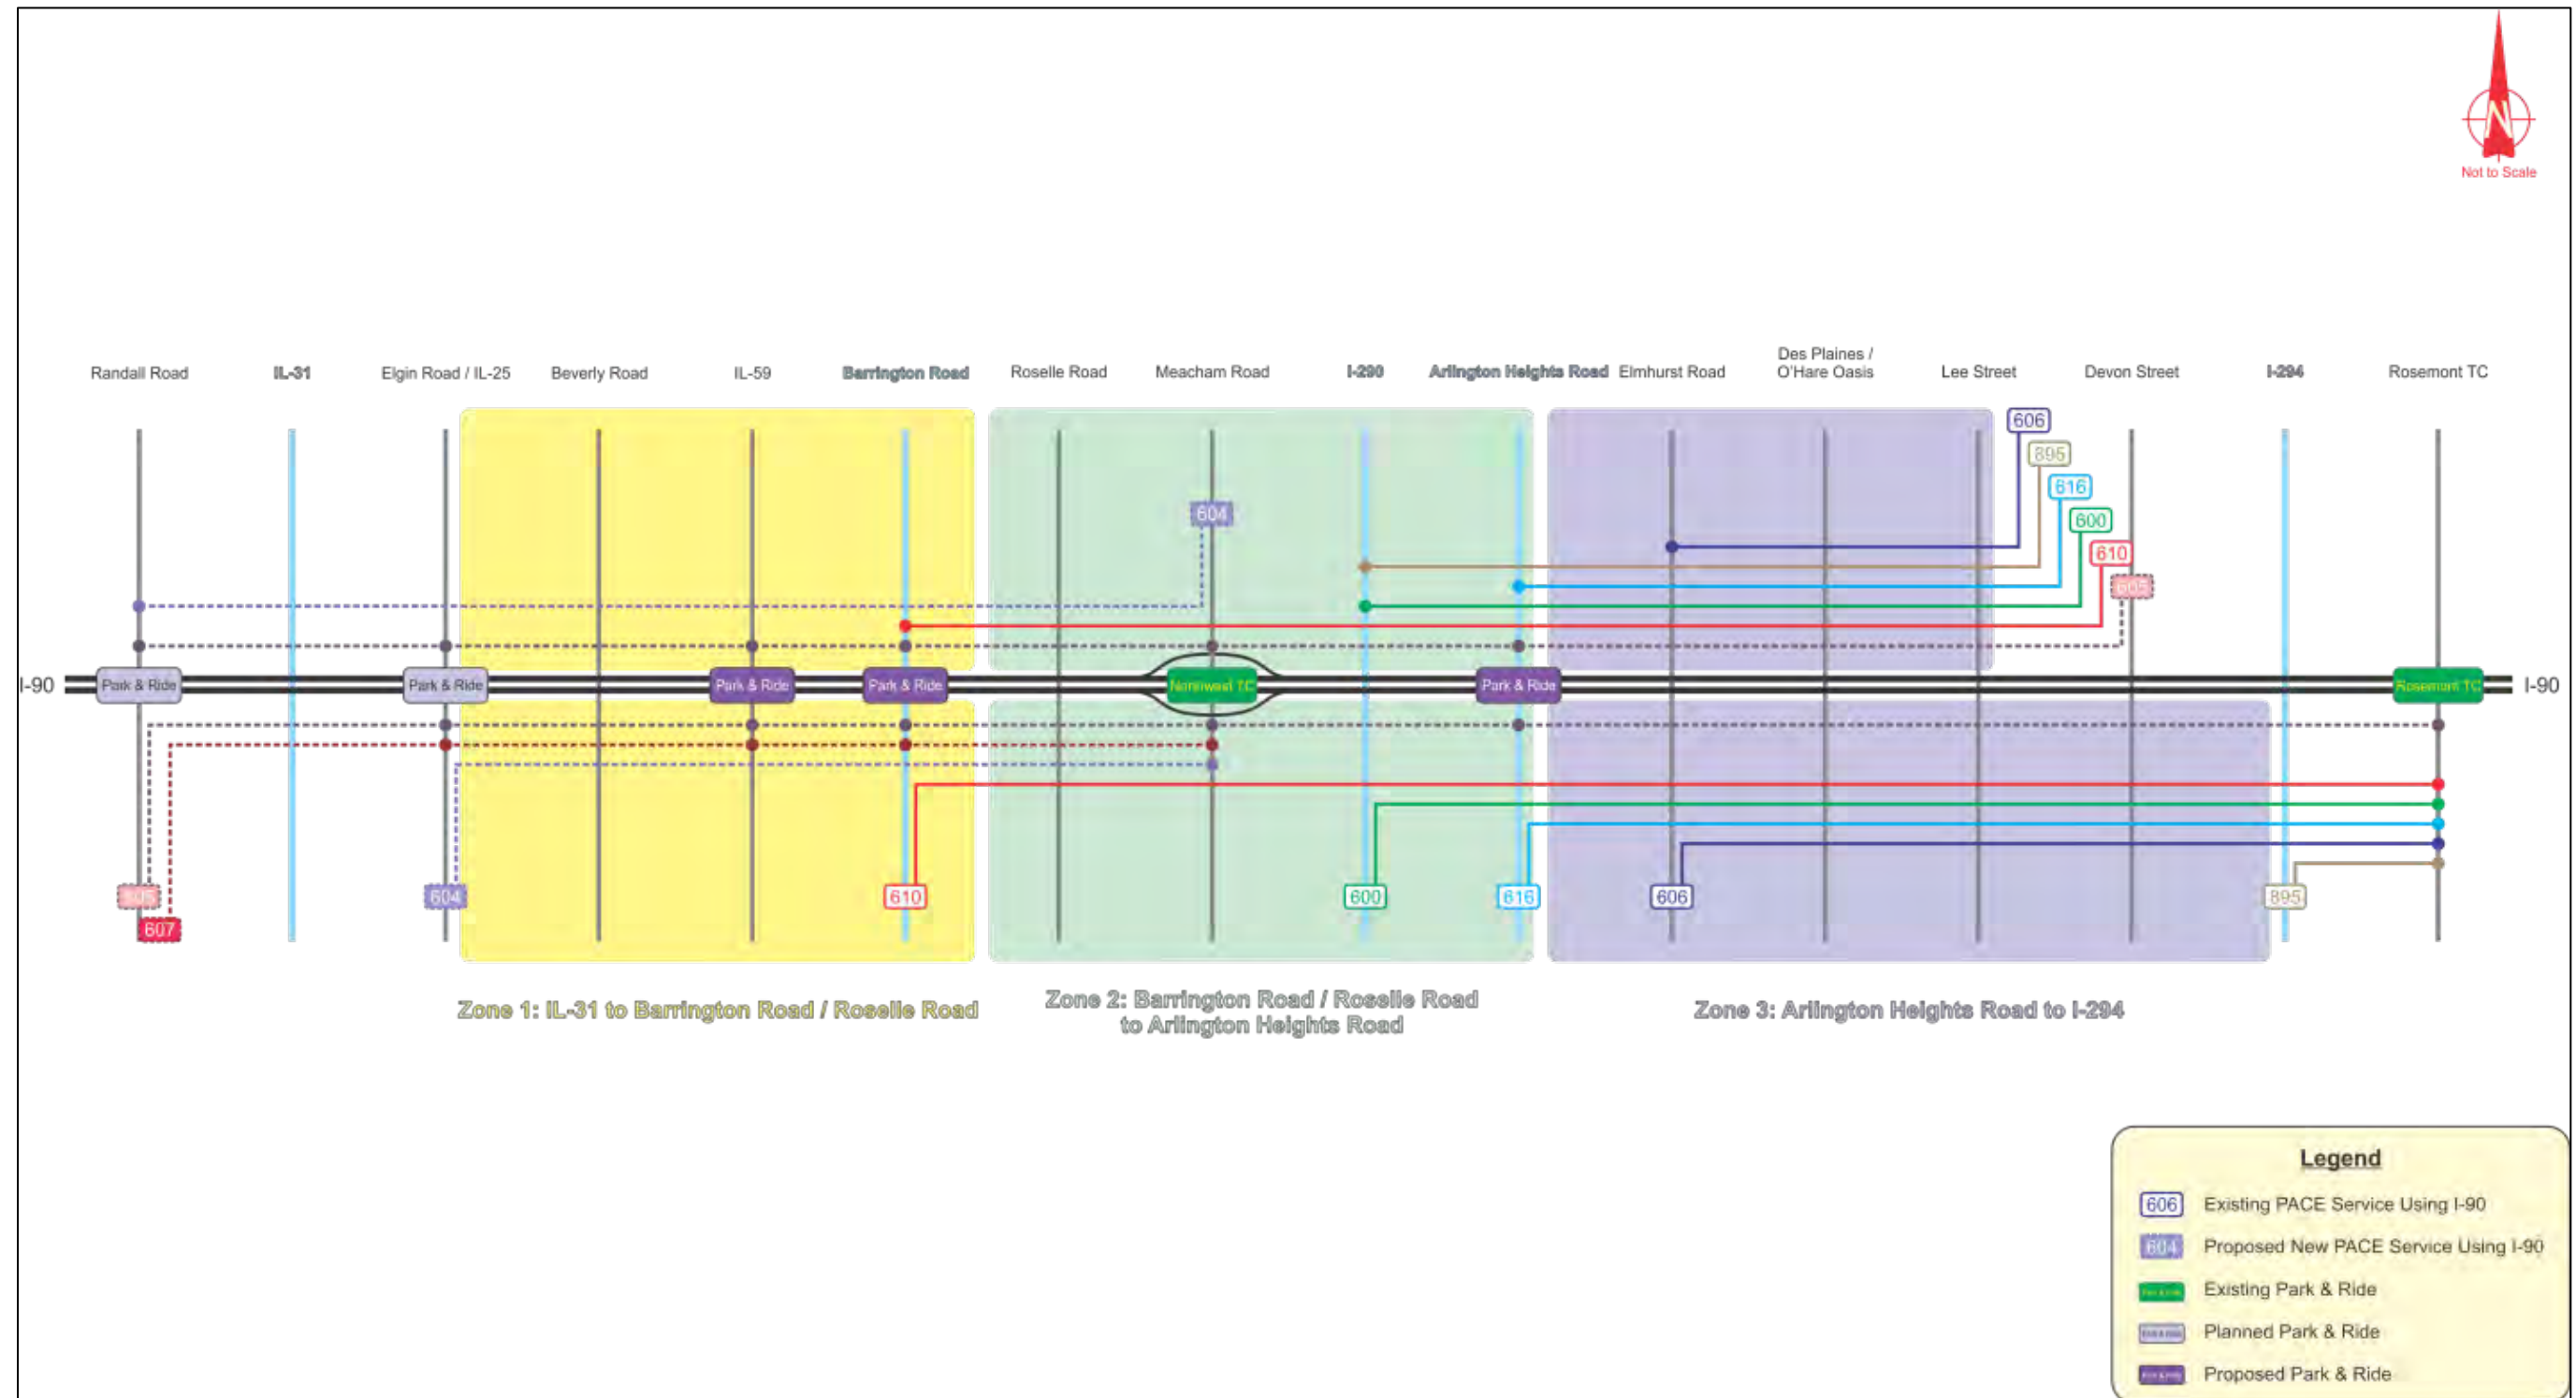 N
Not to Scale
Randall Road
IL-31
Elgin Road / IL-25
Beverly Road
IL-59
Barrington Road
Roselle Road
Meacham Road
I-290
Arlington Heights Road
Elmhurst Road
Des Plaines /
O'Hare Oasis
Lee Street
Devon Street
I-294
Rosemont TC
606
895
616
600
610
605
604
I-90
Park & Ride
Park & Ride
Park & Ride
Park & Ride
Northwest TC
Park & Ride
Rosemont TC
I-90
605
607
604
610
600
616
606
895
Zone 1: IL-31 to Barrington Road / Roselle Road
Zone 2: Barrington Road / Roselle Road
to Arlington Heights Road
Zone 3: Arlington Heights Road to I-294
Legend
606 Existing PACE Service Using I-90
604 Proposed New PACE Service Using I-90
Existing Park & Ride
Planned Park & Ride
Proposed Park & Ride